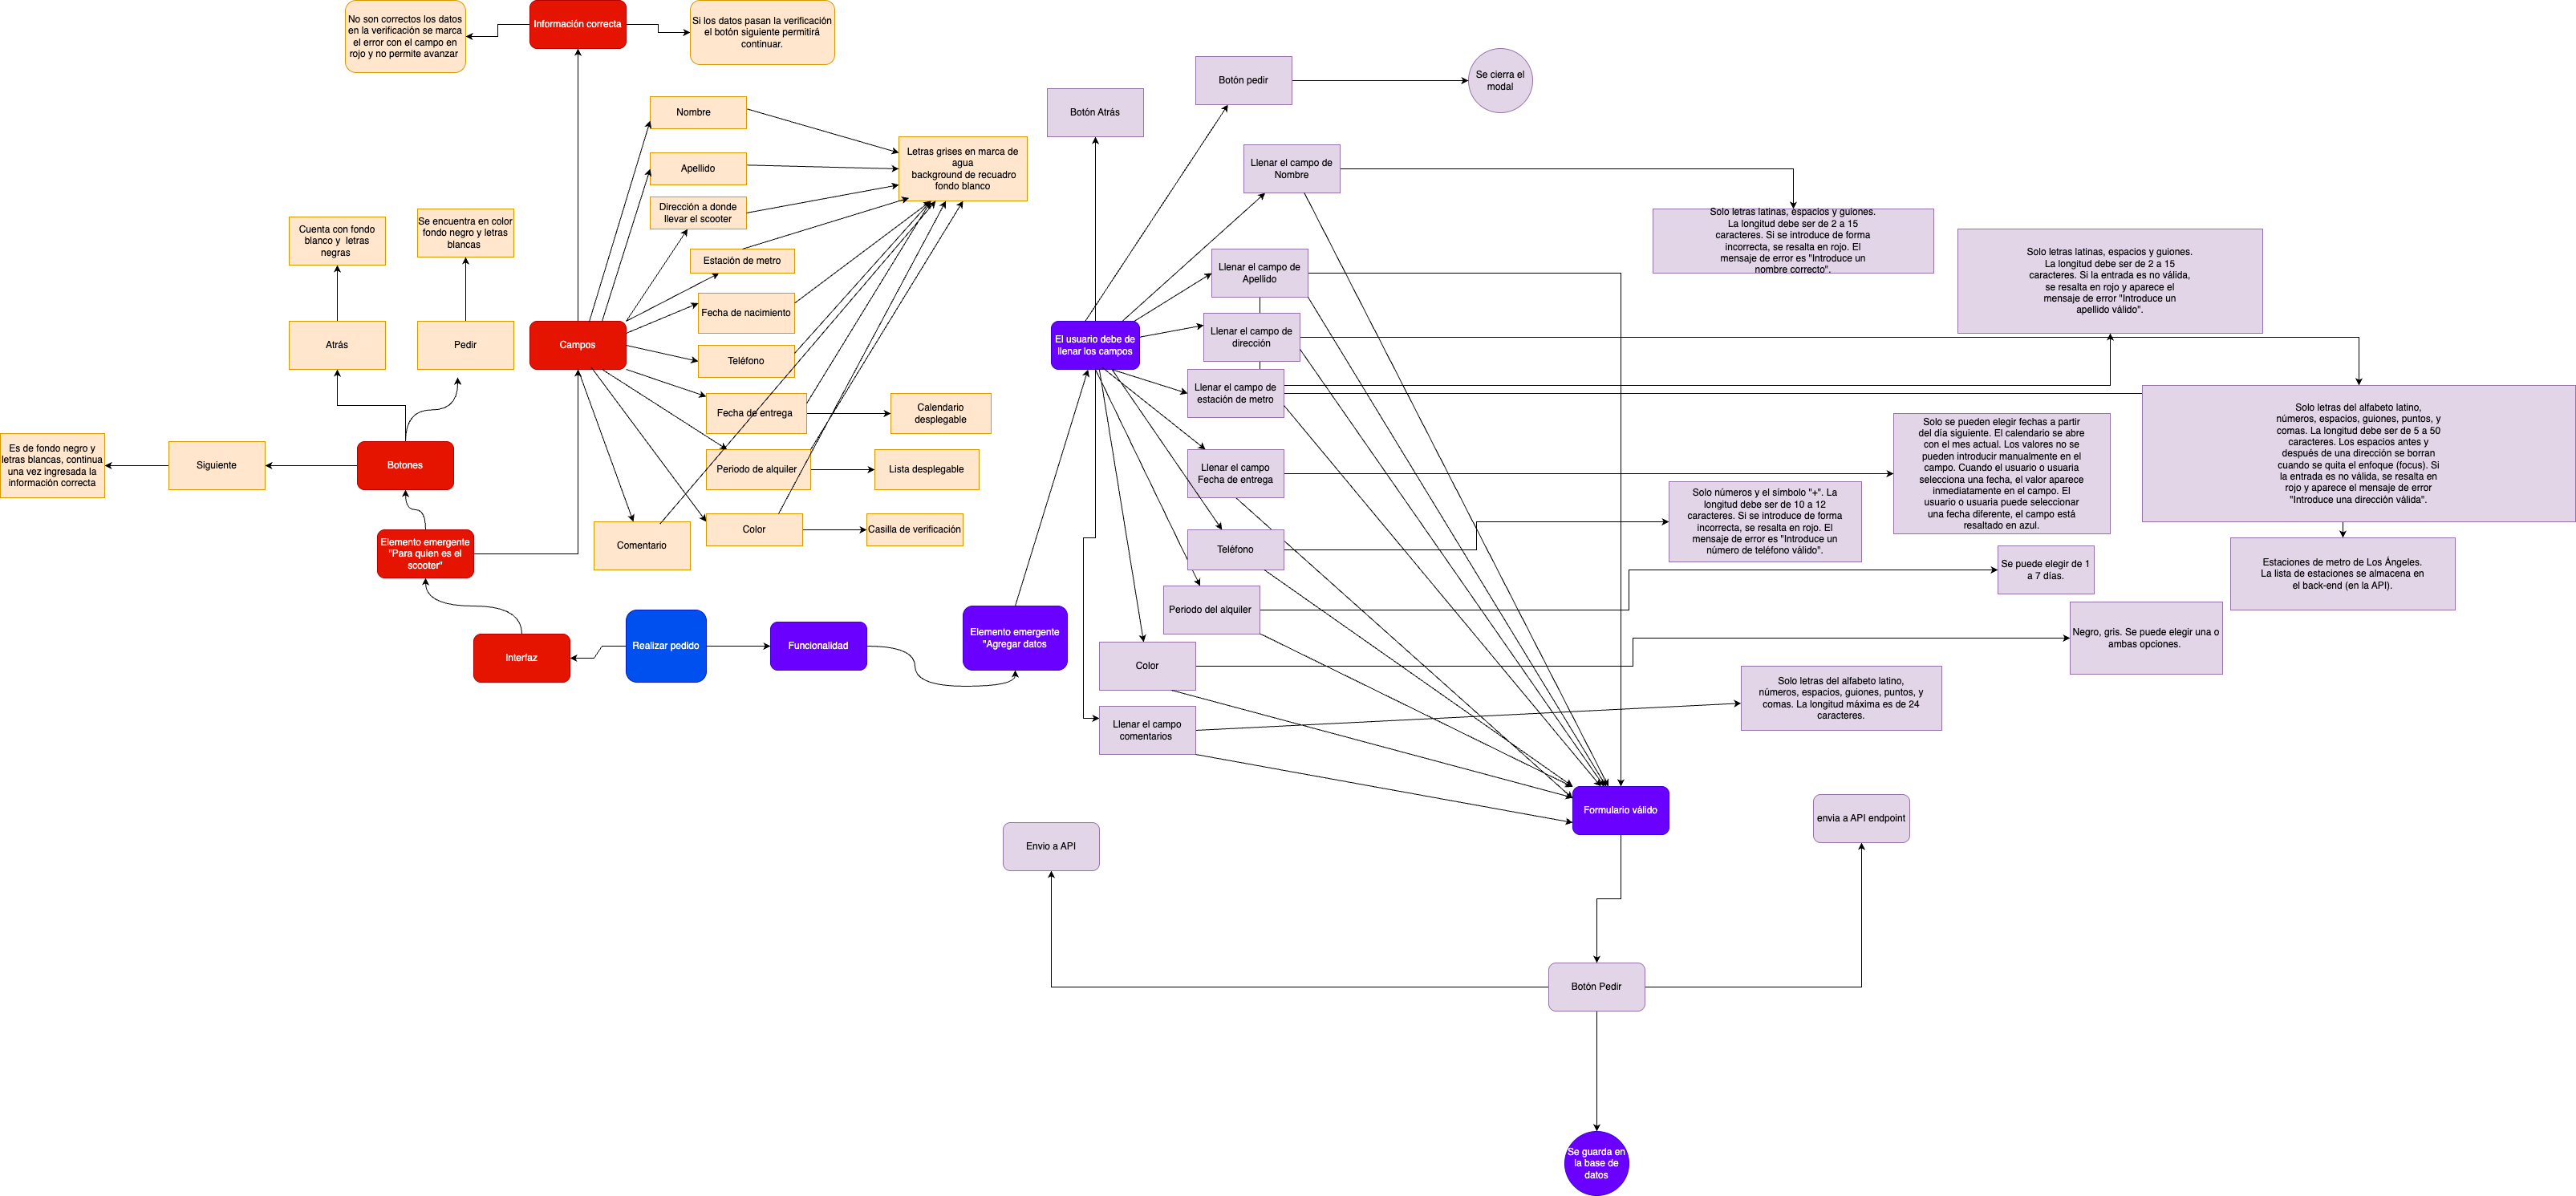 No son correctos los datos
en la verificación se marca
el error con el campo en
rojo y no permite avanzar
Información correcta
Si los datos pasan la verificación
el botón siguiente permitirá
continuar.
Nombre
Apellido
Dirección a donde
llevar el scooter
Estación de metro
Fecha de nacimiento
Teléfono
Fecha de entrega
Periodo de alquiler
Color
Comentario
Letras grises en marca de
agua
background de recuadro
fondo blanco
Calendario
desplegable
Lista desplegable
Casilla de verificación
Cuenta con fondo
blanco y  letras
negras
Se encuentra en color
fondo negro y letras
blancas
Atrás
Pedir
Campos
Es de fondo negro y
letras blancas, continua
una vez ingresada la
información correcta
Siguiente
Botones
Elemento emergente
"Para quien es el
scooter"
Interfaz
Realizar pedido
Funcionalidad
Elemento emergente
"Agregar datos
Botón Atrás
Botón pedir
Se cierra el
modal
El usuario debe de
llenar los campos
Llenar el campo de
Nombre
Llenar el campo de
Apellido
Llenar el campo de
dirección
Llenar el campo de
estación de metro
Llenar el campo
Fecha de entrega
Teléfono
Periodo del alquiler
Color
Llenar el campo
comentarios
Solo letras latinas, espacios y guiones.
La longitud debe ser de 2 a 15
caracteres. Si se introduce de forma
incorrecta, se resalta en rojo. El
mensaje de error es "Introduce un
nombre correcto".
Solo letras latinas, espacios y guiones.
La longitud debe ser de 2 a 15
caracteres. Si la entrada es no válida,
se resalta en rojo y aparece el
mensaje de error "Introduce un
apellido válido".
Solo letras del alfabeto latino,
números, espacios, guiones, puntos, y
comas. La longitud debe ser de 5 a 50
caracteres. Los espacios antes y
después de una dirección se borran
cuando se quita el enfoque (focus). Si
la entrada es no válida, se resalta en
rojo y aparece el mensaje de error
"Introduce una dirección válida".
Solo se pueden elegir fechas a partir
del día siguiente. El calendario se abre
con el mes actual. Los valores no se
pueden introducir manualmente en el
campo. Cuando el usuario o usuaria
selecciona una fecha, el valor aparece
inmediatamente en el campo. El
usuario o usuaria puede seleccionar
una fecha diferente, el campo está
resaltado en azul.
Solo números y el símbolo "+". La
longitud debe ser de 10 a 12
caracteres. Si se introduce de forma
incorrecta, se resalta en rojo. El
mensaje de error es "Introduce un
número de teléfono válido".
Estaciones de metro de Los Ángeles.
La lista de estaciones se almacena en
el back-end (en la API).
Se puede elegir de 1
a 7 días.
Negro, gris. Se puede elegir una o
ambas opciones.
Solo letras del alfabeto latino,
números, espacios, guiones, puntos, y
comas. La longitud máxima es de 24
caracteres.
Formulario válido
Envio a API
envia a API endpoint
Botón Pedir
Se guarda en
la base de
datos